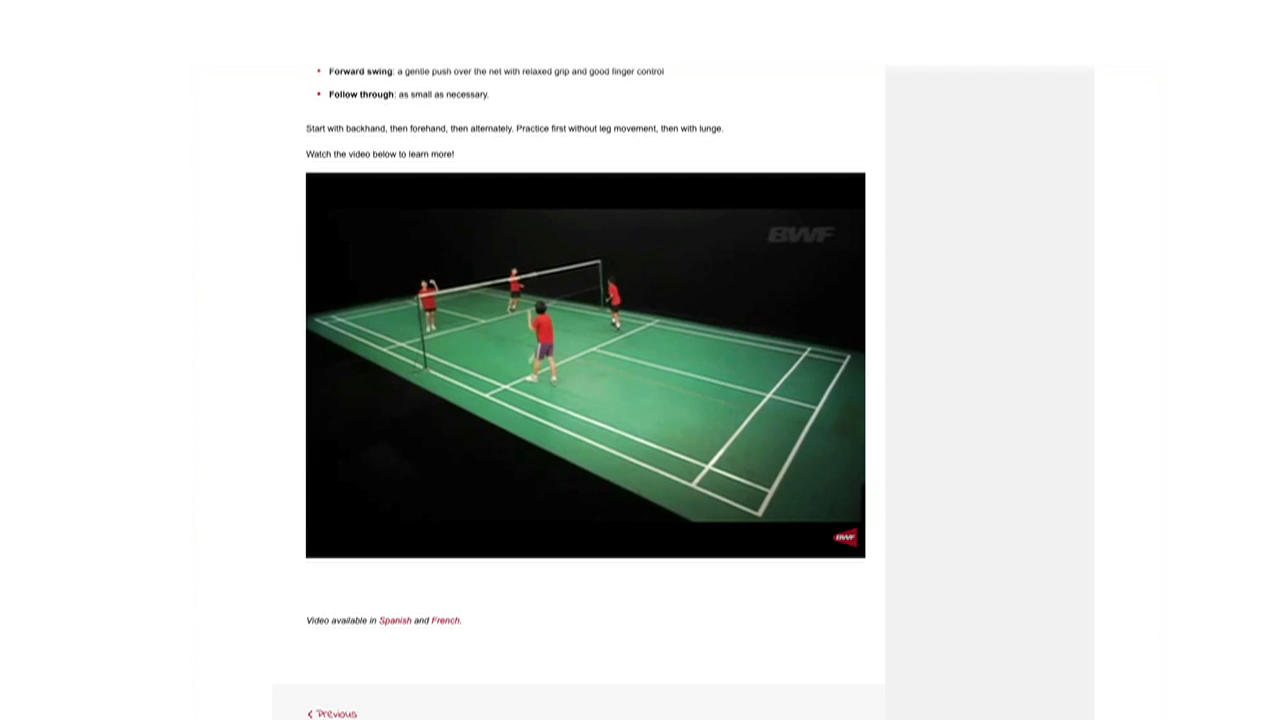 • Forward swing: a gentle push over the net with relaxed grip and good finger control
• Follow through: as small as necessary.
Start with backhand, then forehand, then alternately. Practice first without leg movement, then with lunge.
Watch the video below to learn more!
BWF
BWF
Video available in Spanish and French.
< Previous